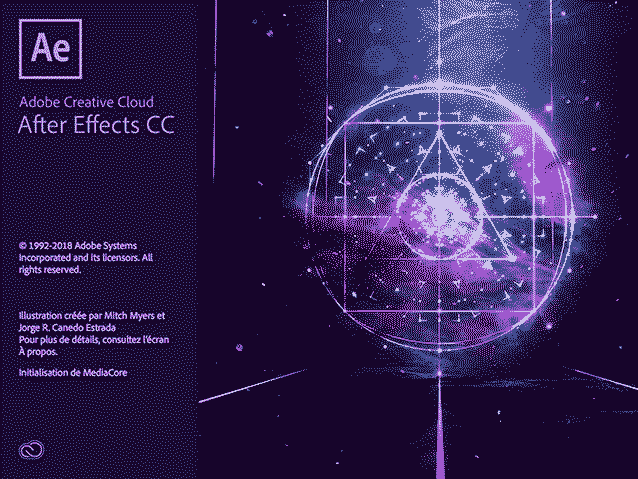 Ae
Adobe Creative Cloud
After Effects CC
© 1992-2018 Adobe Systems
Incorporated and its licensors. All
rights reserved.
Illustration créée par Mitch Myers et
Jorge R. Canedo Estrada
Pour plus de détails, consultez l'écran
À propos.
Initialisation de MediaCore